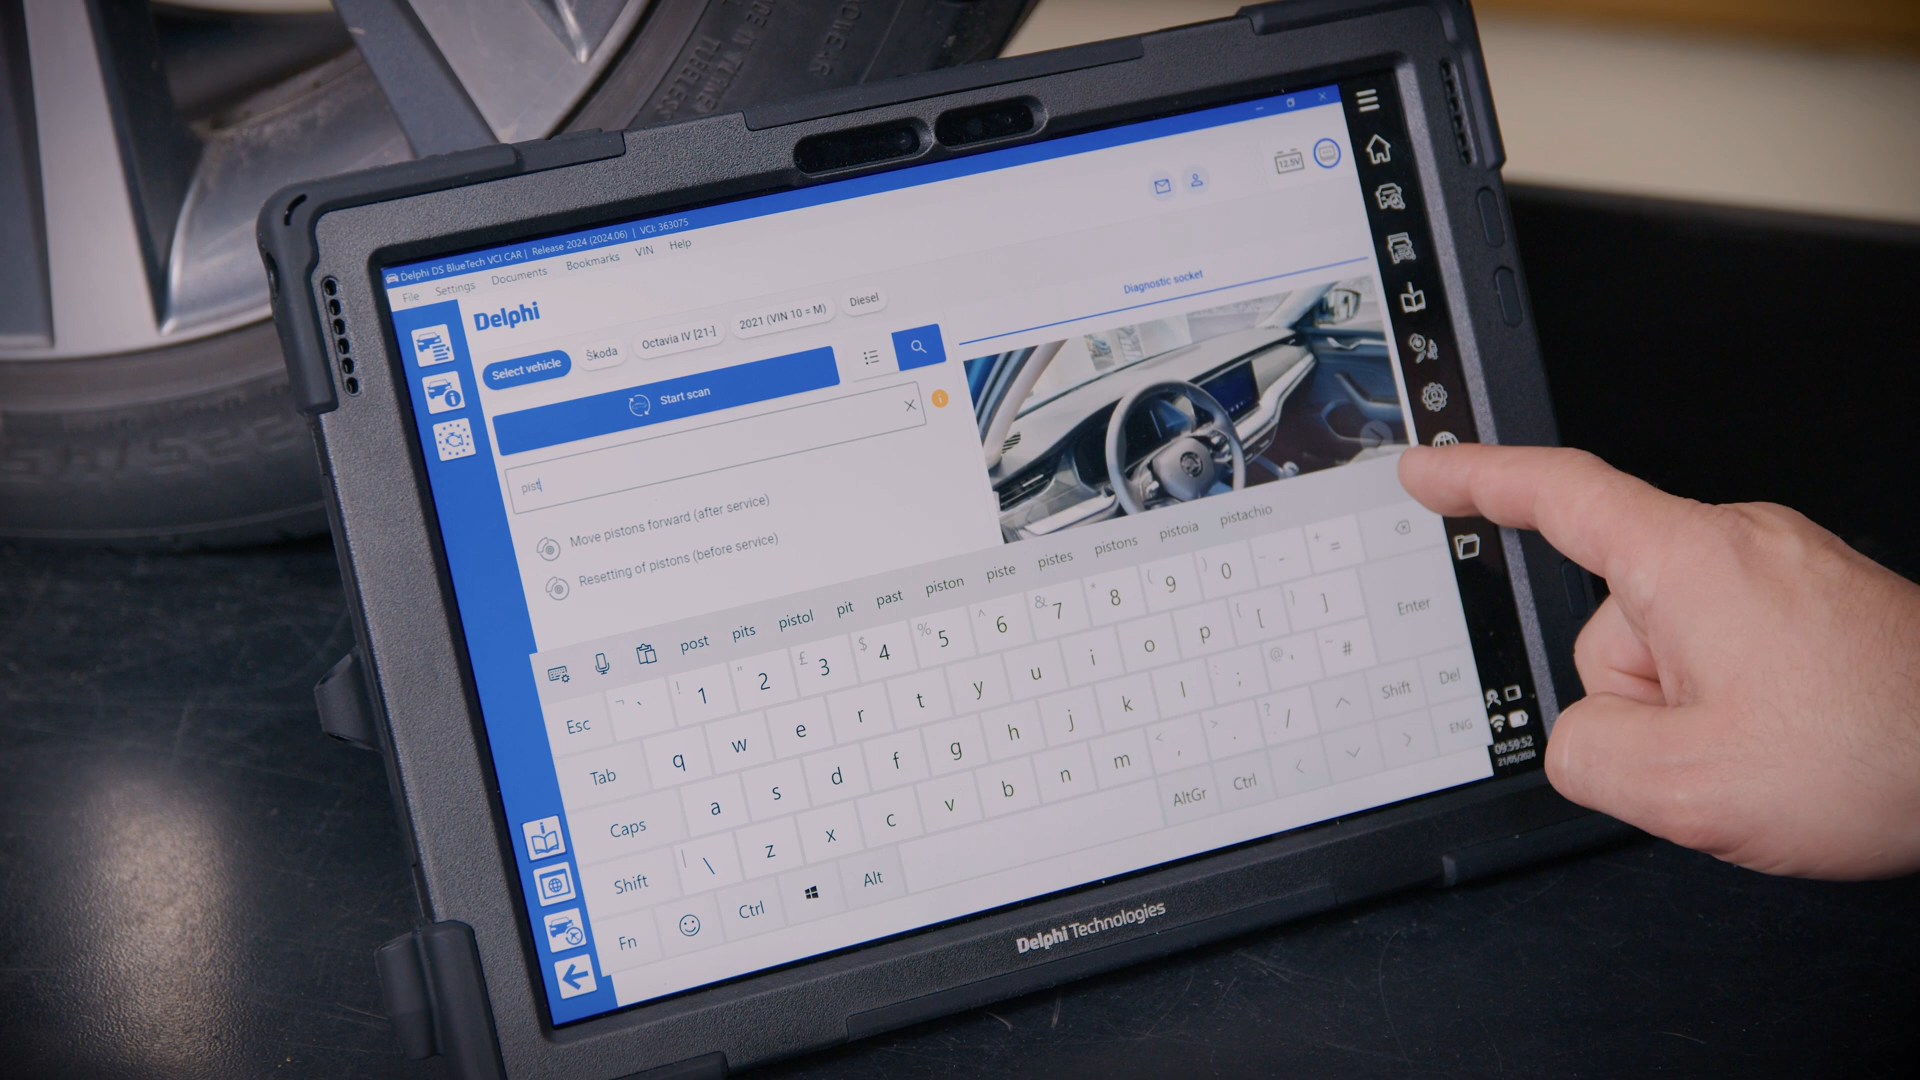 TUBELESS
Delphi DS BlueTech VCI CAR | Release 2024 (2024.06) | VCI: 363075
File Settings Documents Bookmarks VIN Help
12.5V
Delphi
Select vehicle Škoda Octavia IV [21-] 2021 (VIN 10 = M) Diesel
Diagnostic socket
Start scan
pist
Move pistons forward (after service)
Resetting of pistons (before service)
post pits pistol pit past piston piste pistes pistons pistoia pistachio
Esc ¬ ` ! 1 " 2 £ 3 $ 4 % 5 ^ 6 & 7 * 8 ( 9 ) 0 - = +
Tab q w e r t y u i o p [ ] Enter
Caps a s d f g h j k l ; : @ ' ~ #
Shift | \ z x c v b n m < , > . ? / Shift Del
Fn Ctrl Alt AltGr Ctrl ENG
09:59:52
21/05/2024
Delphi Technologies